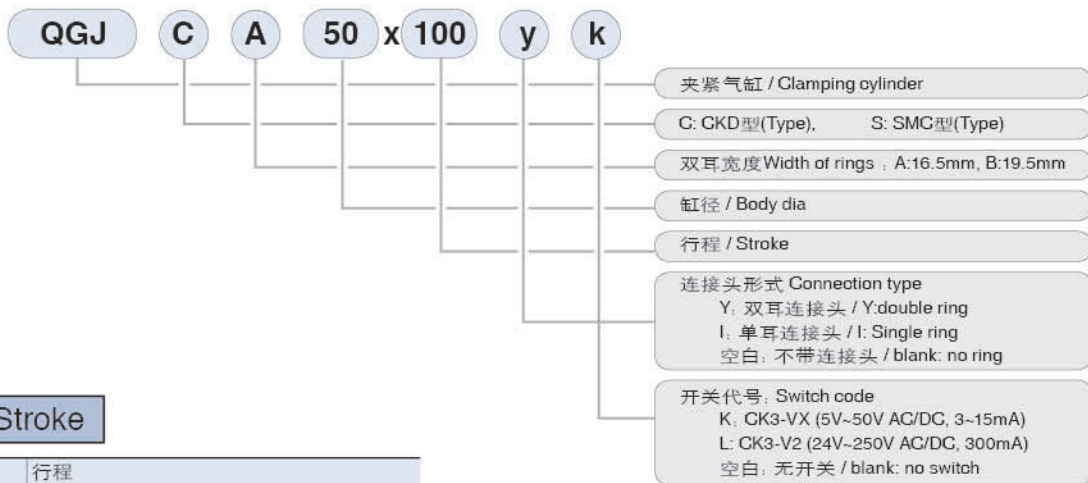 QGJ C A 50 x 100 y k
夹紧气缸 / Clamping cylinder
C: CKD型(Type), S: SMC型(Type)
双耳宽度Width of rings : A:16.5mm, B:19.5mm
缸径 / Body dia
行程 / Stroke
连接头形式 Connection type
Y: 双耳连接头 / Y:double ring
I: 单耳连接头 / I: Single ring
空白: 不带连接头 / blank: no ring
开关代号: Switch code
K: CK3-VX (5V~50V AC/DC, 3~15mA)
L: CK3-V2 (24V~250V AC/DC, 300mA)
空白: 无开关 / blank: no switch
Stroke
行程